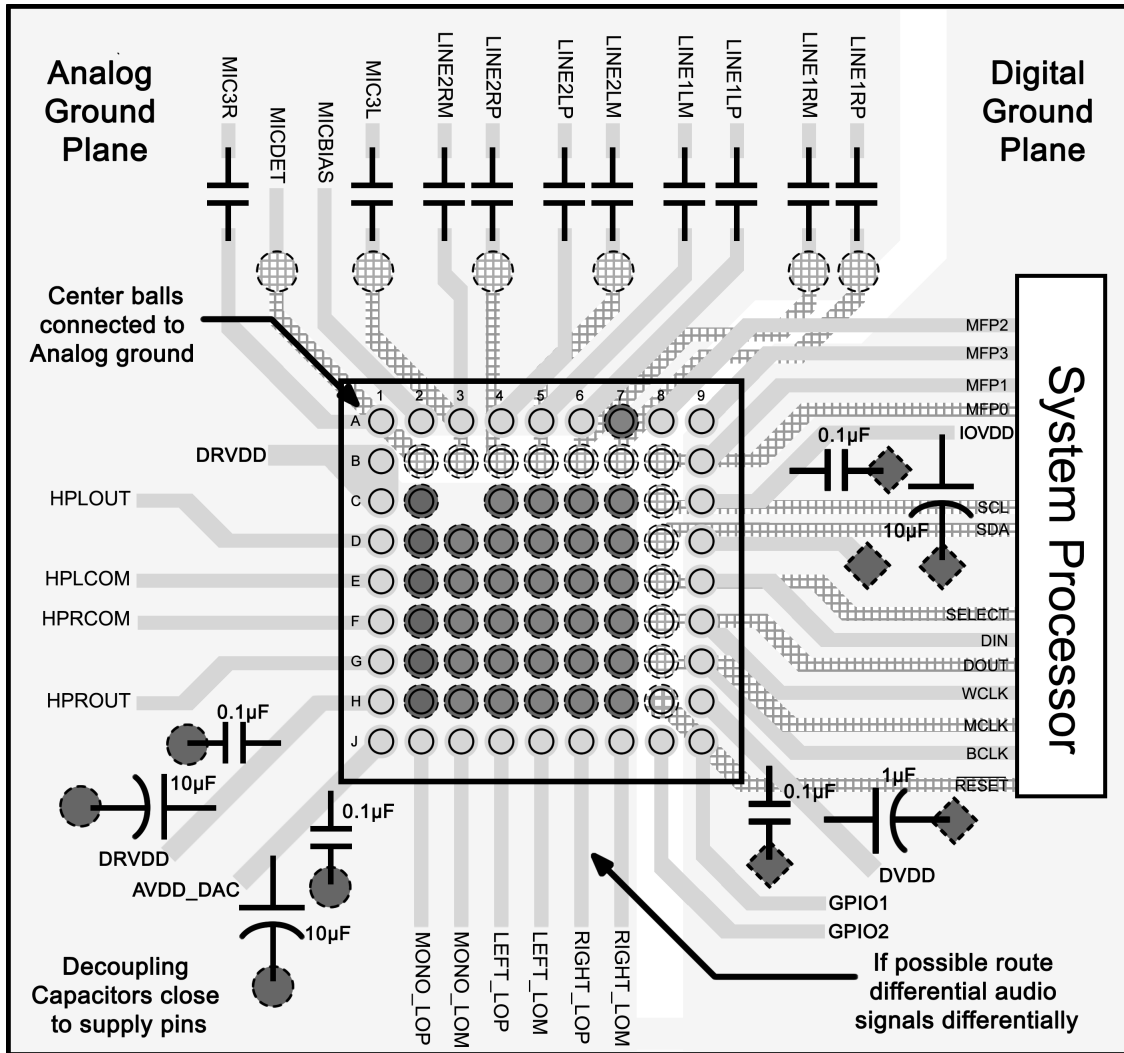 Analog
Ground
Plane
Digital
Ground
Plane
MIC3R
MICDET
MICBIAS
MIC3L
LINE2RM
LINE2RP
LINE2LP
LINE2LM
LINE1LM
LINE1LP
LINE1RM
LINE1RP
Center balls
connected to
Analog ground
1
2
3
4
5
6
7
8
9
A
B
C
D
E
F
G
H
J
DRVDD
HPLOUT
HPLCOM
HPRCOM
HPROUT
MFP2
MFP3
MFP1
MFP0
IOVDD
0.1µF
SCL
10µF
SDA
SELECT
DIN
DOUT
WCLK
MCLK
BCLK
RESET
System Processor
0.1µF
10µF
0.1µF
DRVDD
AVDD_DAC
10µF
0.1µF
1µF
DVDD
GPIO1
GPIO2
MONO_LOP
MONO_LOM
LEFT_LOP
LEFT_LOM
RIGHT_LOP
RIGHT_LOM
Decoupling
Capacitors close
to supply pins
If possible route
differential audio
signals differentially